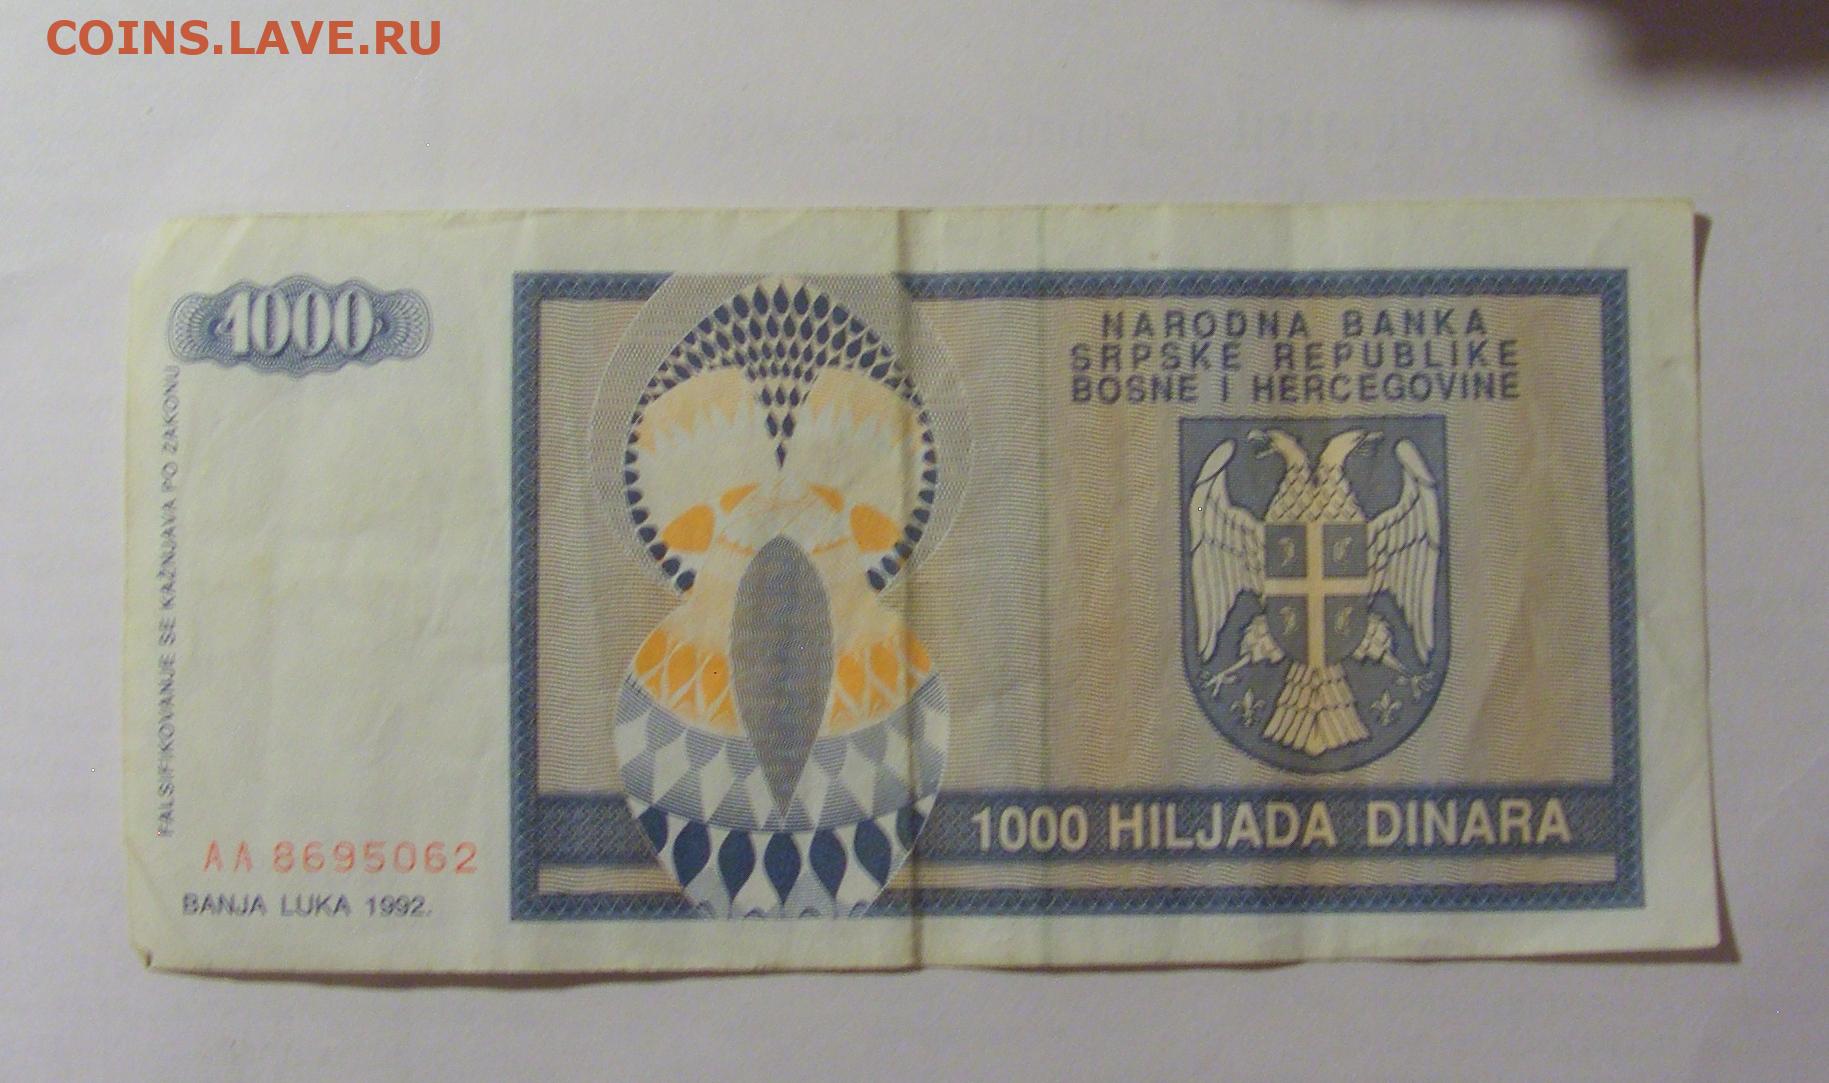 COINS.LAVE.RU
1000
NARODNA BANKA
SRPSKE REPUBLIKE
BOSNE I HERCEGOVINE
FALSIFIKOVANJE SE KAŽNJAVA PO ZAKONU
1000 HILJADA DINARA
AA 8695062
BANJA LUKA 1992.